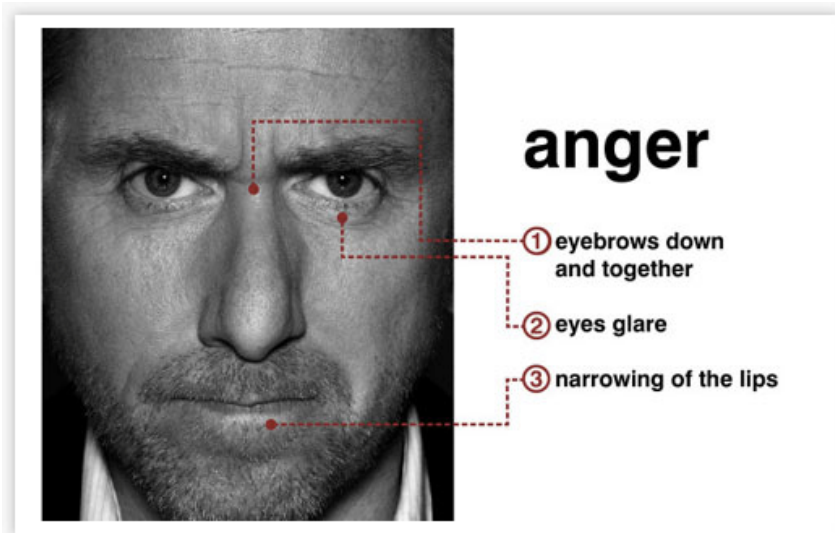 anger
1 eyebrows down
and together
2 eyes glare
3 narrowing of the lips